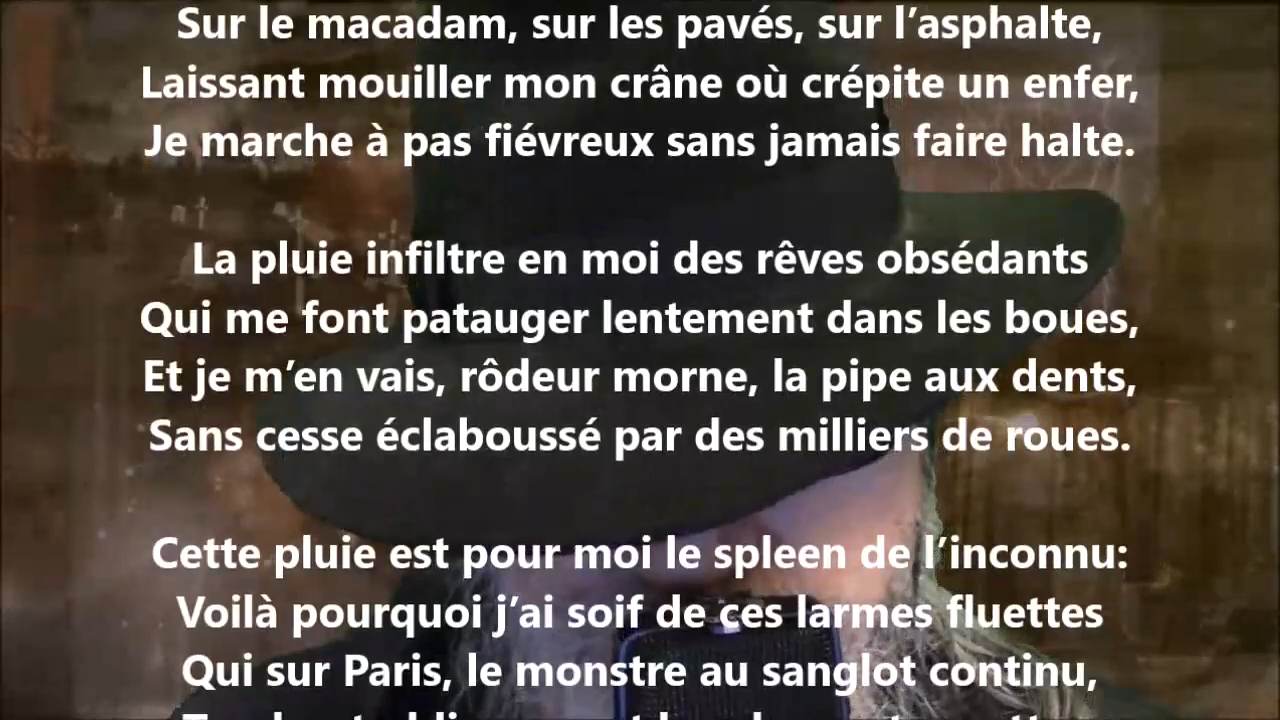 Sur le macadam, sur les pavés, sur l’asphalte,
Laissant mouiller mon crâne où crépite un enfer,
Je marche à pas fiévreux sans jamais faire halte.
La pluie infiltre en moi des rêves obsédants
Qui me font patauger lentement dans les boues,
Et je m’en vais, rôdeur morne, la pipe aux dents,
Sans cesse éclaboussé par des milliers de roues.
Cette pluie est pour moi le spleen de l’inconnu:
Voilà pourquoi j’ai soif de ces larmes fluettes
Qui sur Paris, le monstre au sanglot continu,